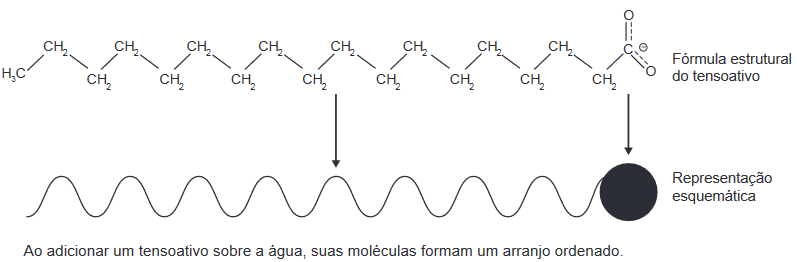 O
CH2 CH2 CH2 CH2 CH2 CH2 CH2 CH2 C ⊖
H3C CH2 CH2 CH2 CH2 CH2 CH2 CH2 CH2 O
Fórmula estrutural
do tensoativo
Representação
esquemática
Ao adicionar um tensoativo sobre a água, suas moléculas formam um arranjo ordenado.